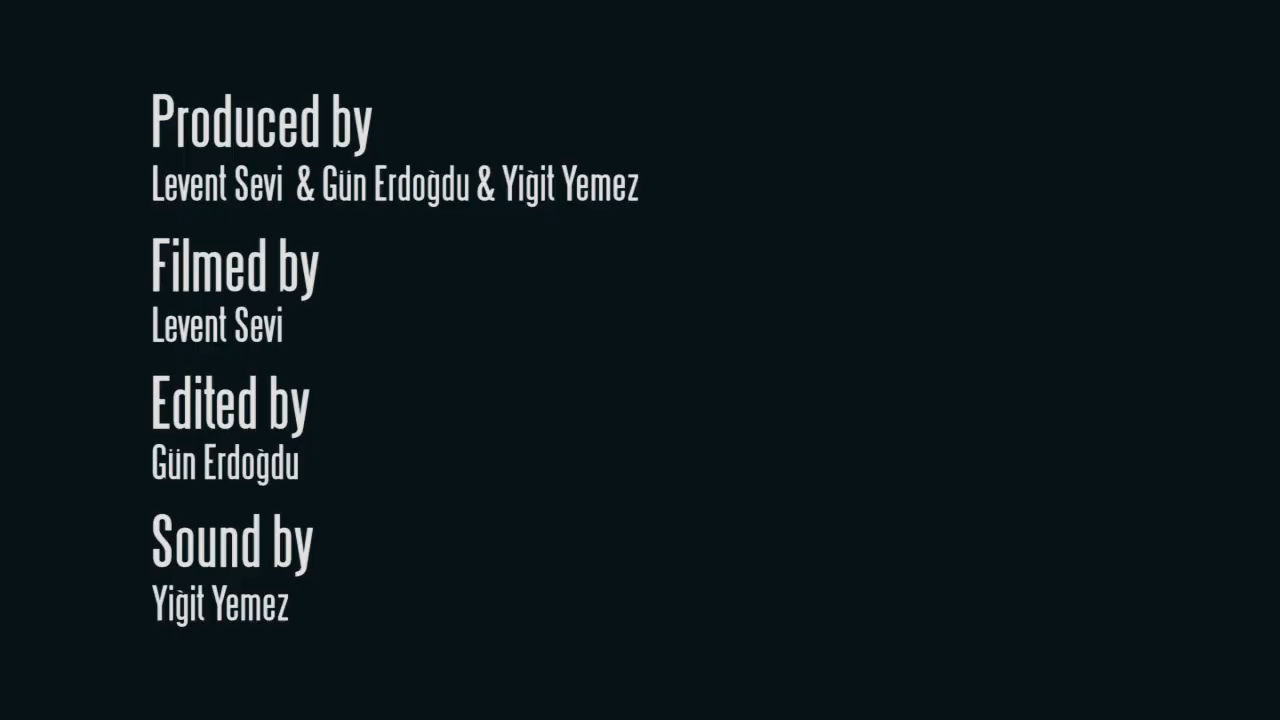 Produced by
Levent Sevi & Gün Erdoğdu & Yiğit Yemez
Filmed by
Levent Sevi
Edited by
Gün Erdoğdu
Sound by
Yiğit Yemez